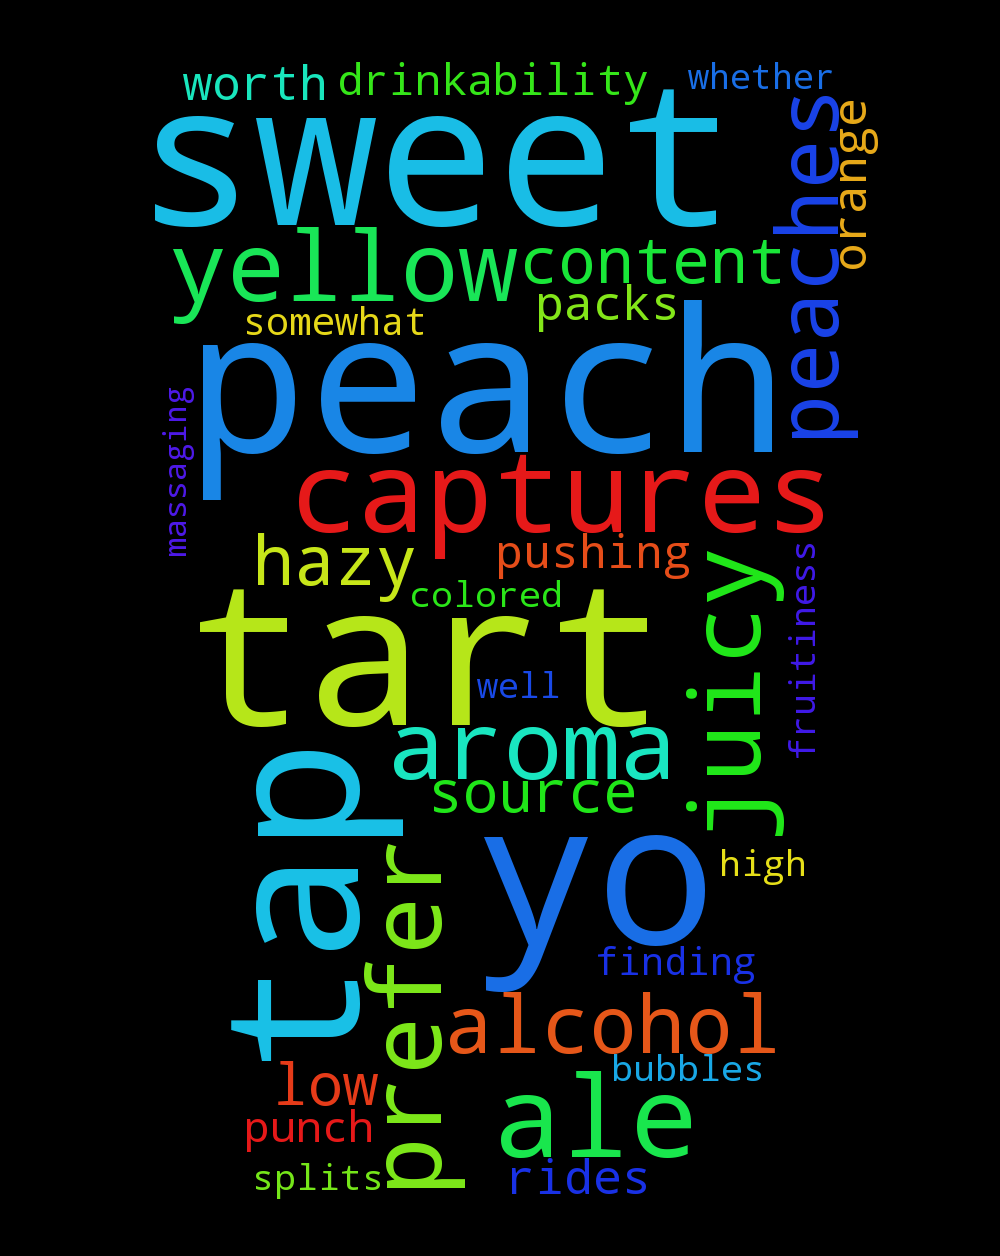 worth
drinkability
whether
sweet
peaches
orange
yellow
content
packs
somewhat
peach
massaging
captures
hazy
pushing
colored
juicy
fruitiness
tart
well
aroma
source
tap
yo
high
prefer
finding
alcohol
low
bubbles
punch
ale
splits
rides